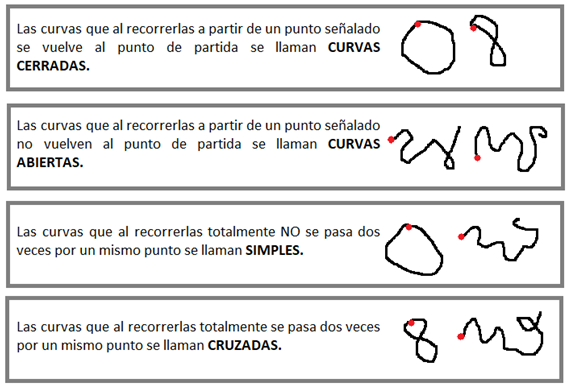 Las curvas que al recorrerlas a partir de un punto señalado
se vuelve al punto de partida se llaman CURVAS
CERRADAS.
Las curvas que al recorrerlas a partir de un punto señalado
no vuelven al punto de partida se llaman CURVAS
ABIERTAS.
Las curvas que al recorrerlas totalmente NO se pasa dos
veces por un mismo punto se llaman SIMPLES.
Las curvas que al recorrerlas totalmente se pasa dos veces
por un mismo punto se llaman CRUZADAS.